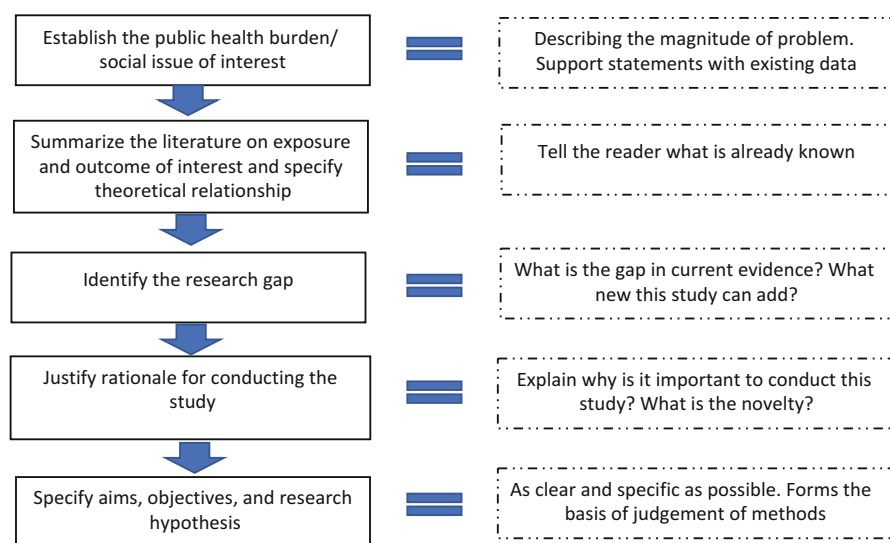 Establish the public health burden/
social issue of interest
Describing the magnitude of problem.
Support statements with existing data
Summarize the literature on exposure
and outcome of interest and specify
theoretical relationship
Tell the reader what is already known
Identify the research gap
What is the gap in current evidence? What
new this study can add?
Justify rationale for conducting the
study
Explain why is it important to conduct this
study? What is the novelty?
Specify aims, objectives, and research
hypothesis
As clear and specific as possible. Forms the
basis of judgement of methods